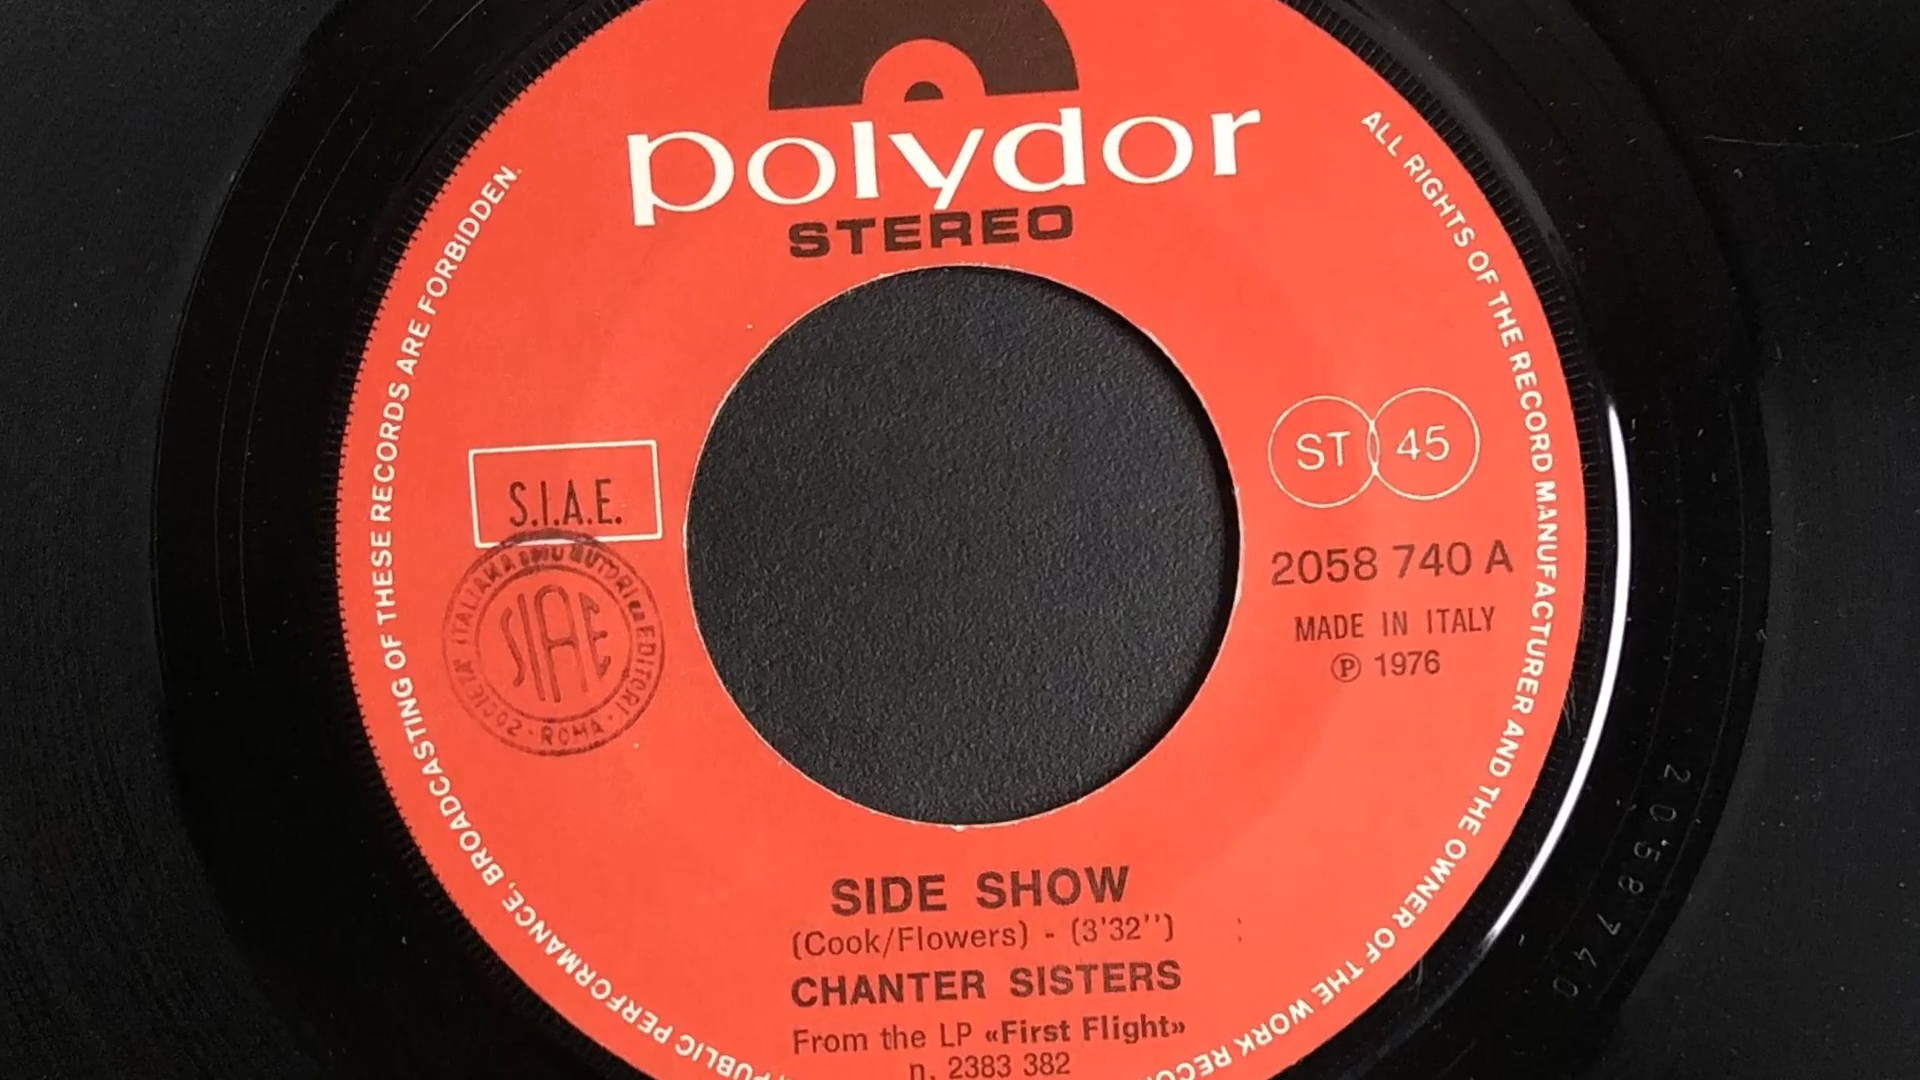 polydor
STEREO
ALL RIGHTS OF THE RECORD MANUFACTURER AND THE OWNER OF THE WORK
PUBLIC PERFORMANCE, BROADCASTING OF THESE RECORDS ARE FORBIDDEN.
S.I.A.E.
SIAE
ROMA
EDITORI
ST 45
2058 740 A
MADE IN ITALY
℗ 1976
2058740
SIDE SHOW
(Cook/Flowers) - (3'32'')
CHANTER SISTERS
From the LP «First Flight»
n. 2383 382